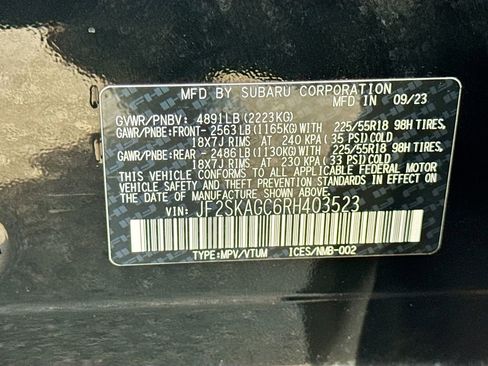 MFD BY SUBARU CORPORATION
MFD IN 09/23
GVWR/PNBV: 4891LB (2223KG)
GAWR/PNBE:FRONT- 2563LB(1165KG)WITH 225/55R18 98H TIRES,
18X7J RIMS AT 240 KPA (35 PSI)COLD
GAWR/PNBE:REAR - 2486LB(1130KG)WITH 225/55R18 98H TIRES,
18X7J RIMS AT 230 KPA (33 PSI)COLD
THIS VEHICLE CONFORMS TO ALL APPLICABLE FEDERAL MOTOR
VEHICLE SAFETY AND THEFT PREVENTION STANDARDS IN EFFECT ON
THE DATE OF MANUFACTURE SHOWN ABOVE.
VIN: JF2SKAGC6RH403523
TYPE:MPV/VTUM ICES/NMB-002